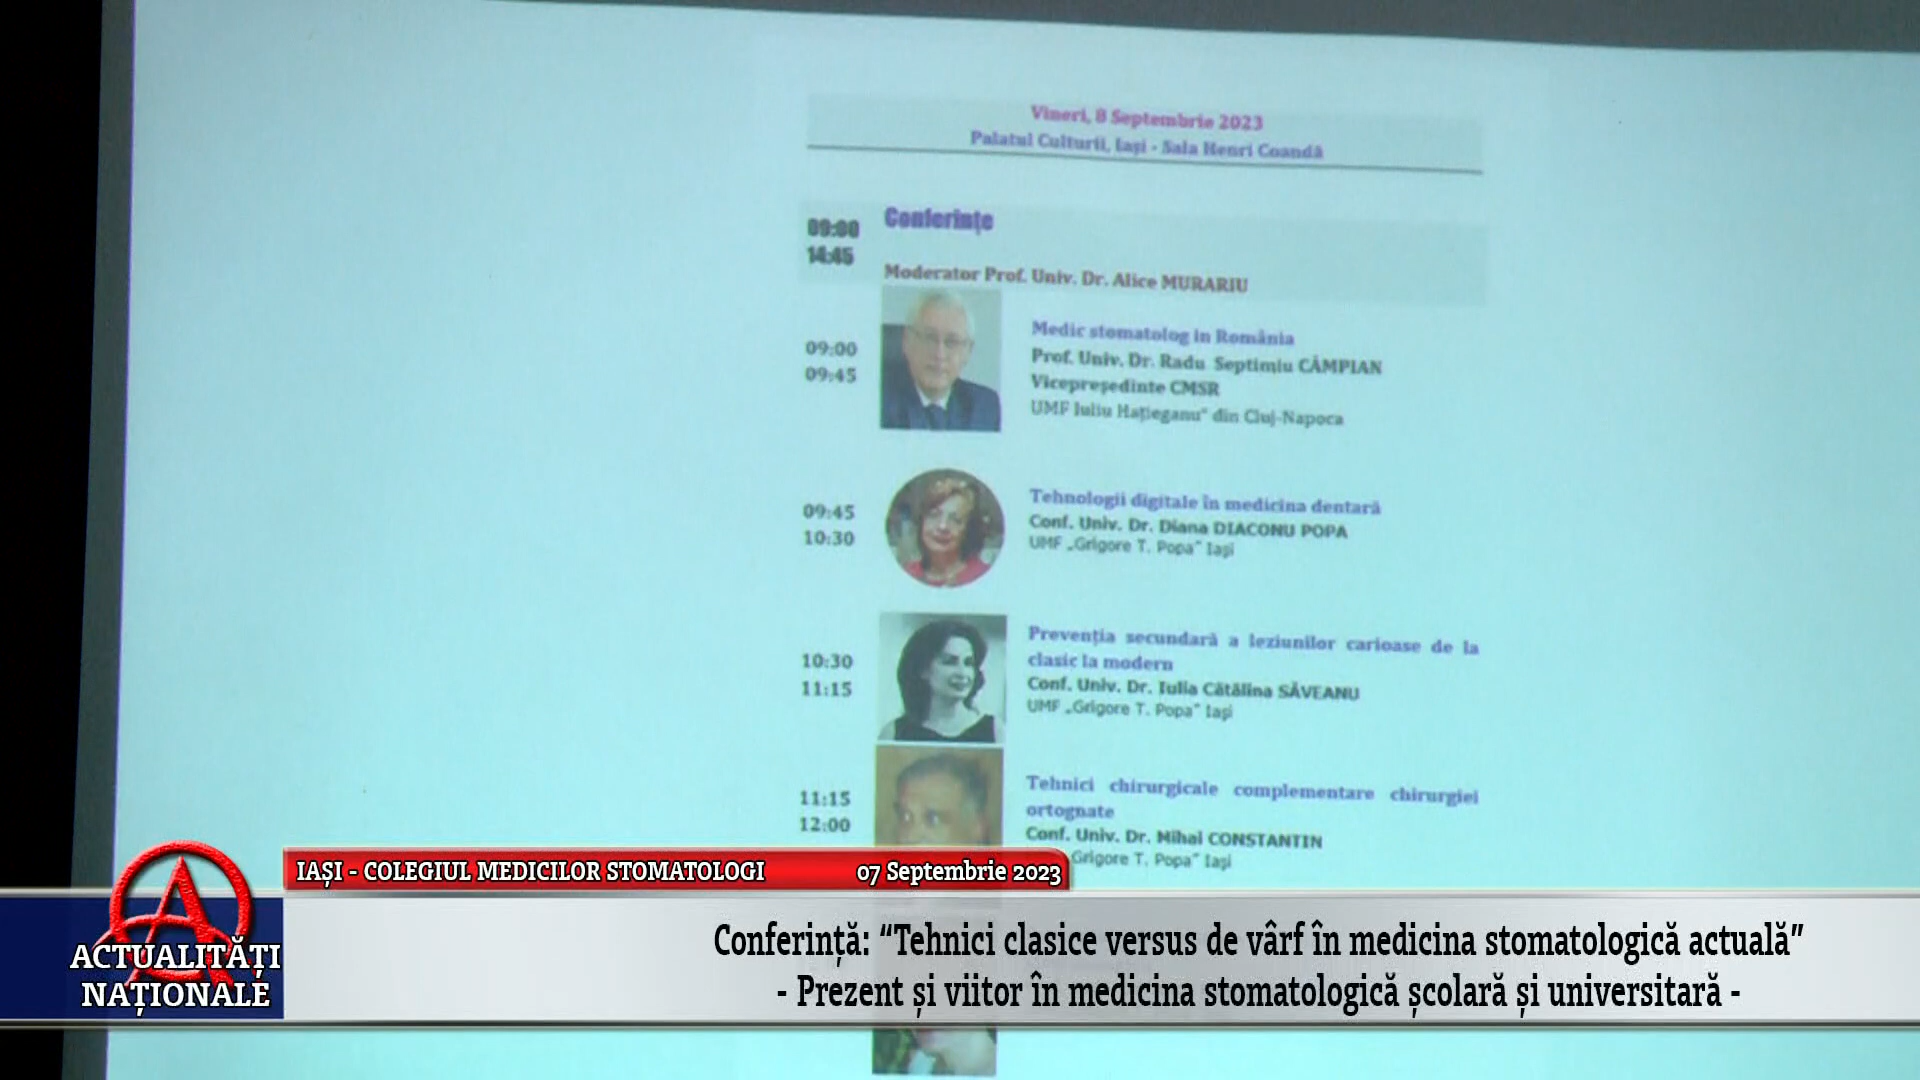 Vineri, 8 Septembrie 2023
Palatul Culturii, Iași - Sala Henri Coandă
09:00
14:45
Conferințe
Moderator Prof. Univ. Dr. Alice MURARIU
09:00
09:45
Medic stomatolog in România
Prof. Univ. Dr. Radu Septimiu CÂMPIAN
Vicepreședinte CMSR
UMF Iuliu Hațieganu" din Cluj-Napoca
09:45
10:30
Tehnologii digitale în medicina dentară
Conf. Univ. Dr. Diana DIACONU POPA
UMF „Grigore T. Popa" Iași
10:30
11:15
Prevenția secundară a leziunilor carioase de la
clasic la modern
Conf. Univ. Dr. Iulia Cătălina SĂVEANU
UMF „Grigore T. Popa" Iași
11:15
12:00
Tehnici chirurgicale complementare chirurgiei
ortognate
Conf. Univ. Dr. Mihai CONSTANTIN
Grigore T. Popa" Iași
IAȘI - COLEGIUL MEDICILOR STOMATOLOGI
07 Septembrie 2023
ACTUALITĂȚI
NAȚIONALE
Conferință: “Tehnici clasice versus de vârf în medicina stomatologică actuală”
- Prezent și viitor în medicina stomatologică școlară și universitară -